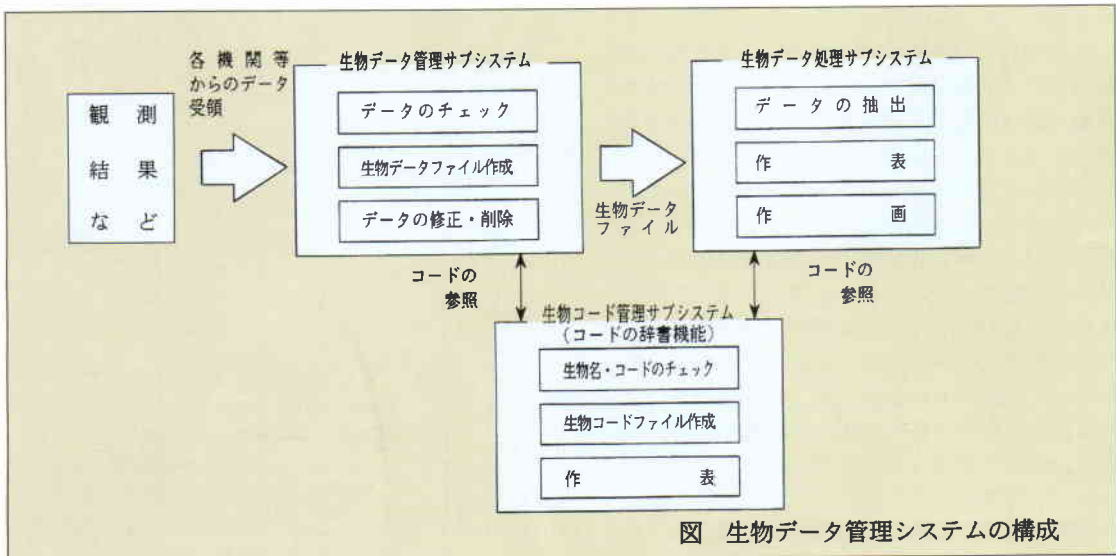 観測
結果
など
各機関等
からのデータ
受領
生物データ管理サブシステム
データのチェック
生物データファイル作成
データの修正・削除
生物データ
ファイル
生物データ処理サブシステム
データの抽出
作表
作画
コードの
参照
コードの
参照
生物コード管理サブシステム
(コードの辞書機能)
生物名・コードのチェック
生物コードファイル作成
作表
図 生物データ管理システムの構成